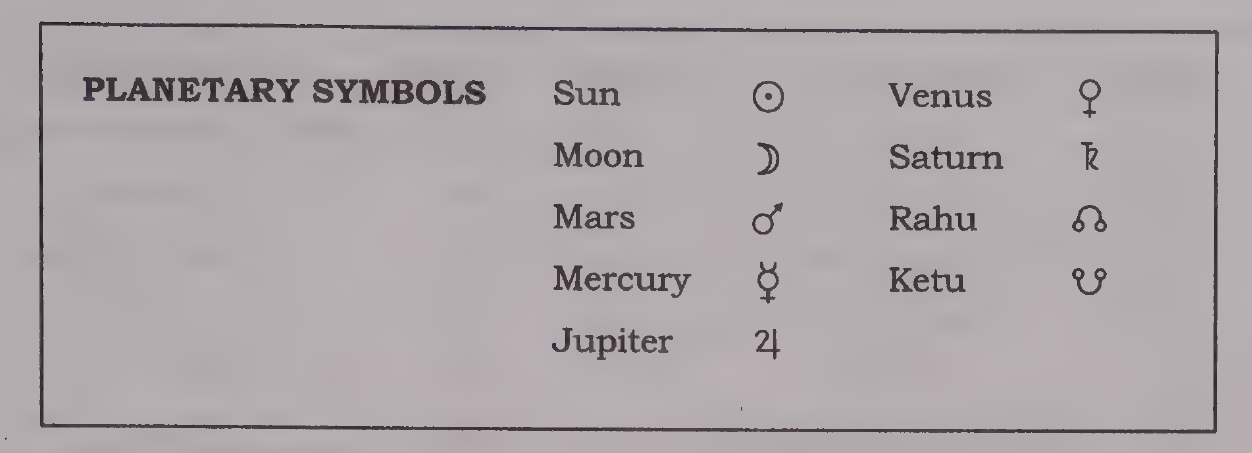 PLANETARY SYMBOLS Sun ☉ Venus ♀
Moon ☽ Saturn ♄
Mars ♂ Rahu ☊
Mercury ☿ Ketu ☋
Jupiter ♃